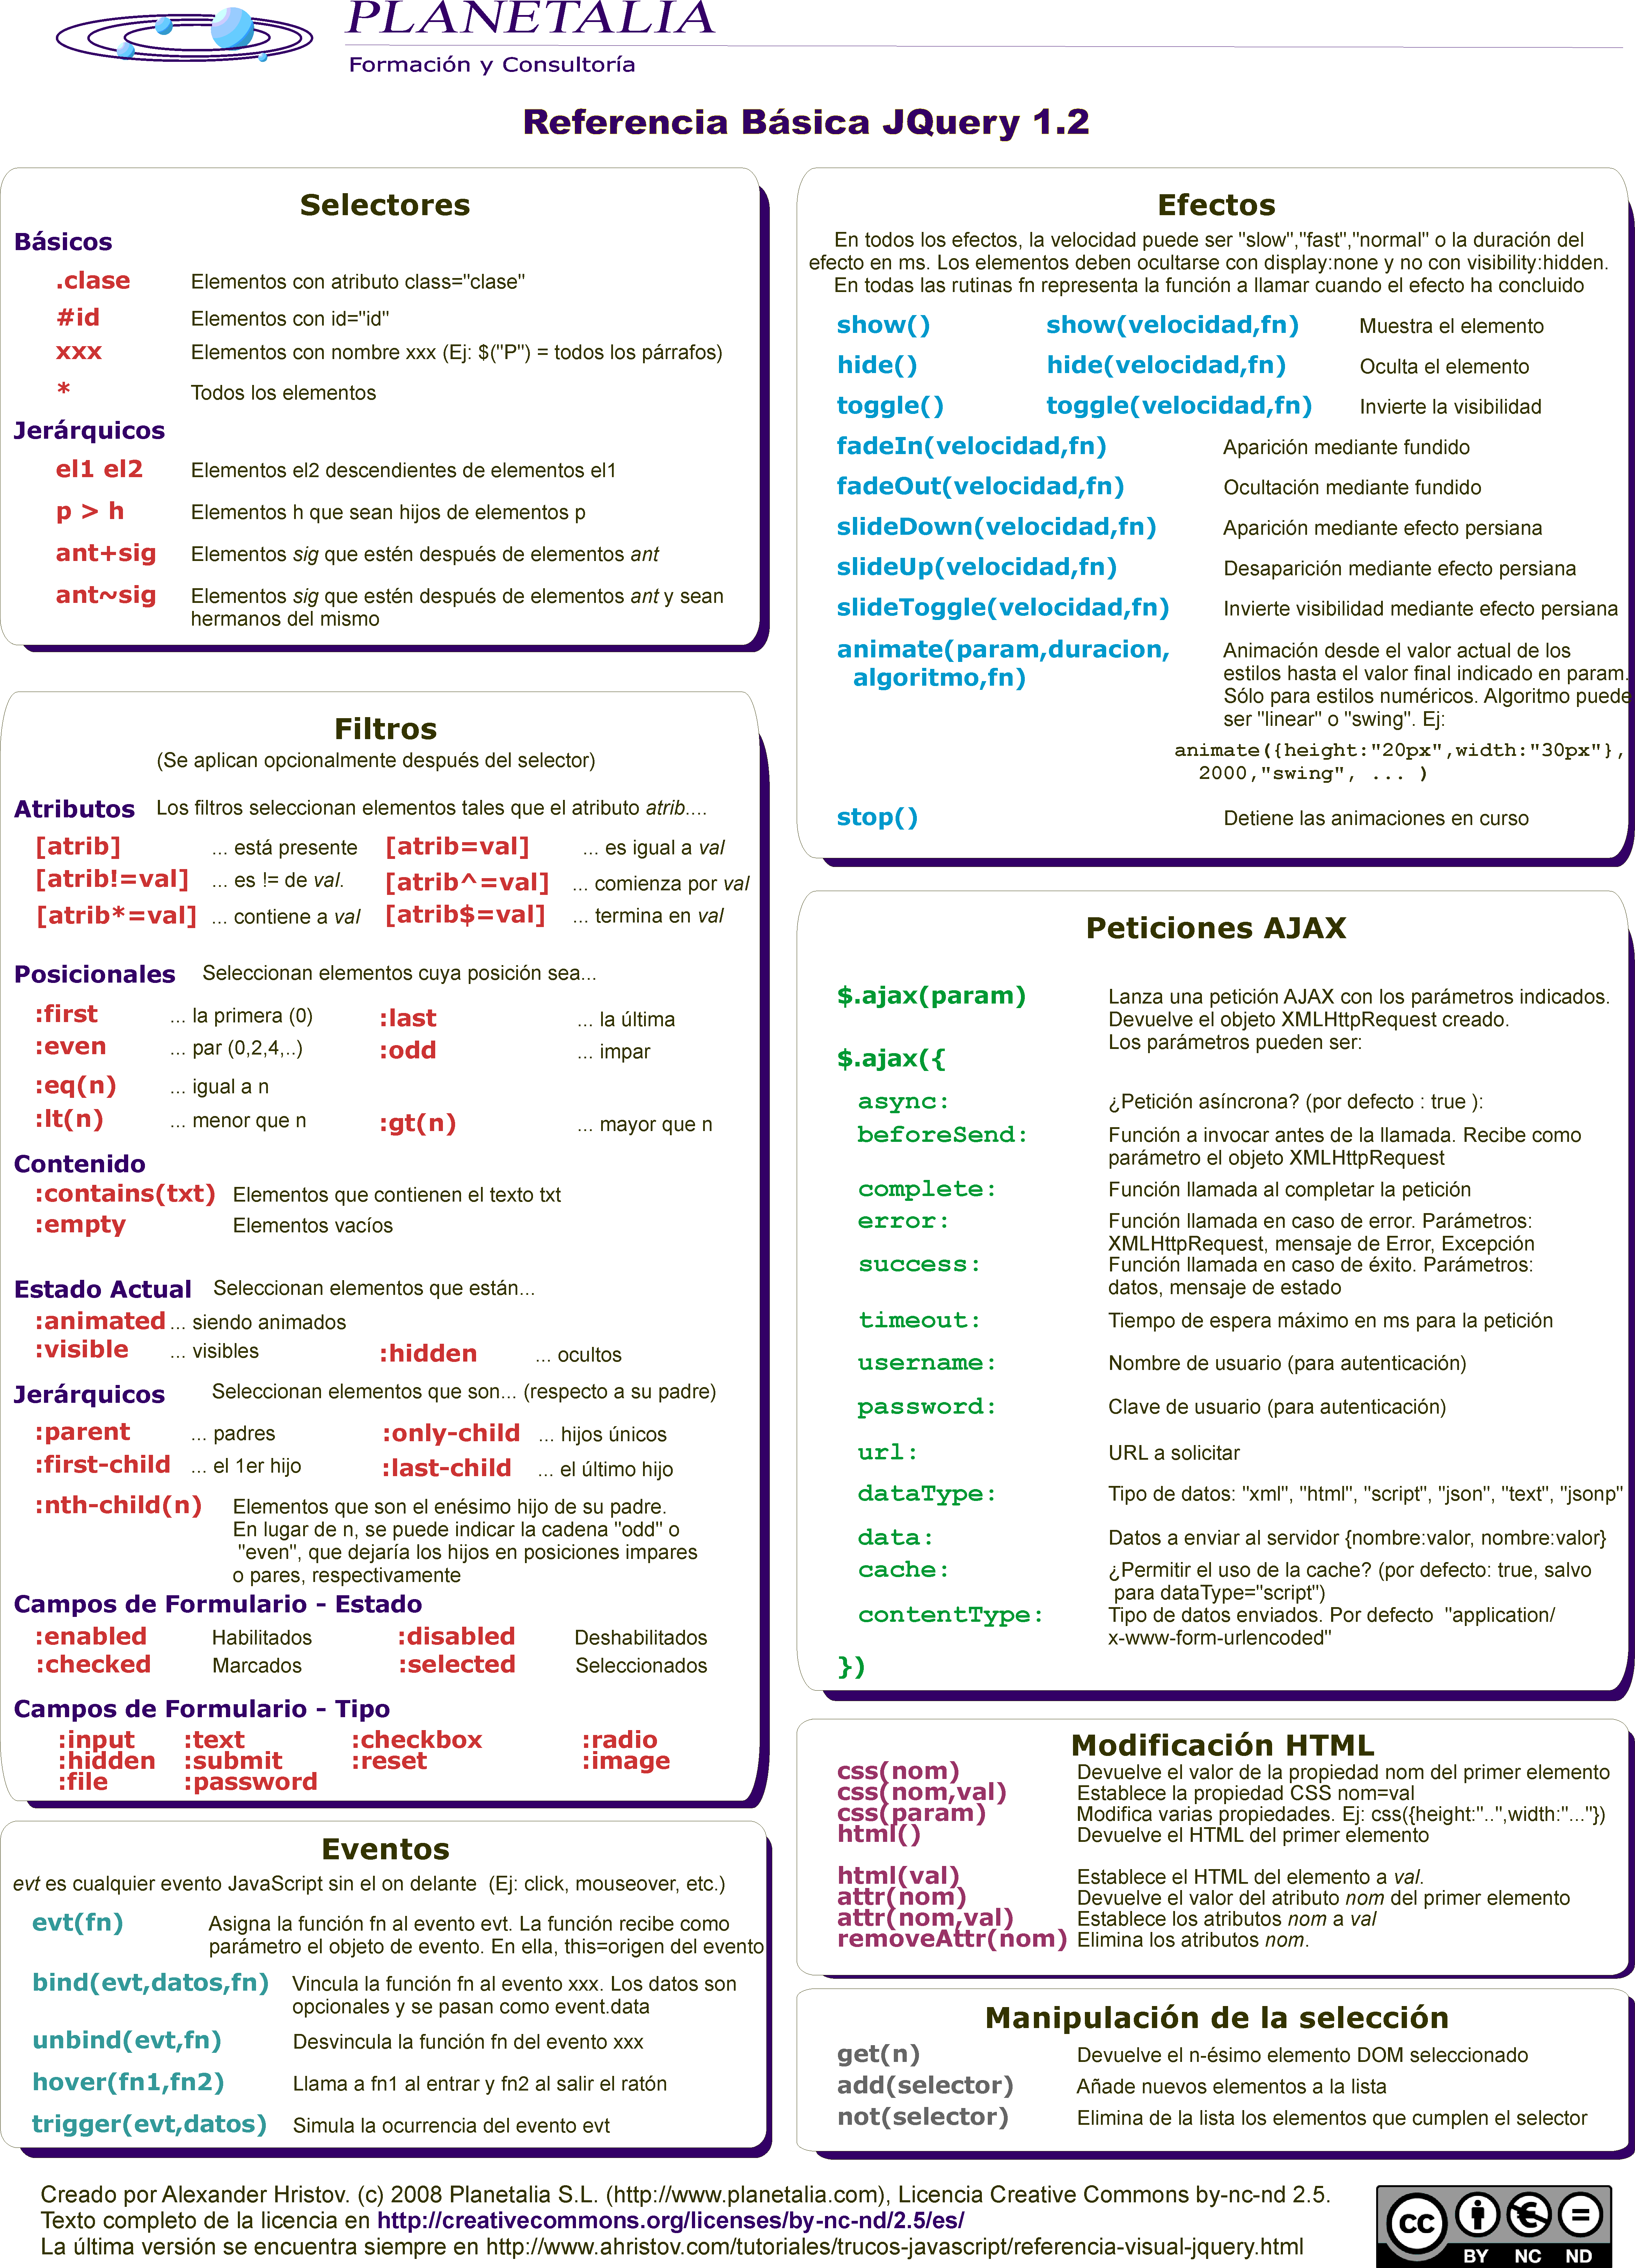 PLANETALIA
Formación y Consultoría
Referencia Básica JQuery 1.2
Selectores
Básicos
.clase Elementos con atributo class="clase"
#id Elementos con id="id"
xxx Elementos con nombre xxx (Ej: $("P") = todos los párrafos)
* Todos los elementos
Jerárquicos
el1 el2 Elementos el2 descendientes de elementos el1
p > h Elementos h que sean hijos de elementos p
ant+sig Elementos sig que estén después de elementos ant
ant~sig Elementos sig que estén después de elementos ant y sean
hermanos del mismo
Filtros
(Se aplican opcionalmente después del selector)
Atributos Los filtros seleccionan elementos tales que el atributo atrib....
[atrib] ... está presente [atrib=val] ... es igual a val
[atrib!=val] ... es != de val. [atrib^=val] ... comienza por val
[atrib*=val] ... contiene a val [atrib$=val] ... termina en val
Posicionales Seleccionan elementos cuya posición sea...
:first ... la primera (0) :last ... la última
:even ... par (0,2,4,..) :odd ... impar
:eq(n) ... igual a n
:lt(n) ... menor que n :gt(n) ... mayor que n
Contenido
:contains(txt) Elementos que contienen el texto txt
:empty Elementos vacíos
Estado Actual Seleccionan elementos que están...
:animated ... siendo animados
:visible ... visibles :hidden ... ocultos
Jerárquicos Seleccionan elementos que son... (respecto a su padre)
:parent ... padres :only-child ... hijos únicos
:first-child ... el 1er hijo :last-child ... el último hijo
:nth-child(n) Elementos que son el enésimo hijo de su padre.
En lugar de n, se puede indicar la cadena "odd" o
"even", que dejaría los hijos en posiciones impares
o pares, respectivamente
Campos de Formulario - Estado
:enabled Habilitados :disabled Deshabilitados
:checked Marcados :selected Seleccionados
Campos de Formulario - Tipo
:input :text :checkbox :radio
:hidden :submit :reset :image
:file :password
Eventos
evt es cualquier evento JavaScript sin el on delante (Ej: click, mouseover, etc.)
evt(fn) Asigna la función fn al evento evt. La función recibe como
parámetro el objeto de evento. En ella, this=origen del evento
bind(evt,datos,fn) Vincula la función fn al evento xxx. Los datos son
opcionales y se pasan como event.data
unbind(evt,fn) Desvincula la función fn del evento xxx
hover(fn1,fn2) Llama a fn1 al entrar y fn2 al salir el ratón
trigger(evt,datos) Simula la ocurrencia del evento evt
Efectos
En todos los efectos, la velocidad puede ser "slow","fast","normal" o la duración del
efecto en ms. Los elementos deben ocultarse con display:none y no con visibility:hidden.
En todas las rutinas fn representa la función a llamar cuando el efecto ha concluido
show() show(velocidad,fn) Muestra el elemento
hide() hide(velocidad,fn) Oculta el elemento
toggle() toggle(velocidad,fn) Invierte la visibilidad
fadeIn(velocidad,fn) Aparición mediante fundido
fadeOut(velocidad,fn) Ocultación mediante fundido
slideDown(velocidad,fn) Aparición mediante efecto persiana
slideUp(velocidad,fn) Desaparición mediante efecto persiana
slideToggle(velocidad,fn) Invierte visibilidad mediante efecto persiana
animate(param,duracion, Animación desde el valor actual de los
algoritmo,fn) estilos hasta el valor final indicado en param.
Sólo para estilos numéricos. Algoritmo puede
ser "linear" o "swing". Ej:
animate({height:"20px",width:"30px"},
2000,"swing", ... )
stop() Detiene las animaciones en curso
Peticiones AJAX
$.ajax(param) Lanza una petición AJAX con los parámetros indicados.
Devuelve el objeto XMLHttpRequest creado.
Los parámetros pueden ser:
$.ajax({
async: ¿Petición asíncrona? (por defecto : true ):
beforeSend: Función a invocar antes de la llamada. Recibe como
parámetro el objeto XMLHttpRequest
complete: Función llamada al completar la petición
error: Función llamada en caso de error. Parámetros:
XMLHttpRequest, mensaje de Error, Excepción
success: Función llamada en caso de éxito. Parámetros:
datos, mensaje de estado
timeout: Tiempo de espera máximo en ms para la petición
username: Nombre de usuario (para autenticación)
password: Clave de usuario (para autenticación)
url: URL a solicitar
dataType: Tipo de datos: "xml", "html", "script", "json", "text", "jsonp"
data: Datos a enviar al servidor {nombre:valor, nombre:valor}
cache: ¿Permitir el uso de la cache? (por defecto: true, salvo
para dataType="script")
contentType: Tipo de datos enviados. Por defecto "application/
x-www-form-urlencoded"
})
Modificación HTML
css(nom) Devuelve el valor de la propiedad nom del primer elemento
css(nom,val) Establece la propiedad CSS nom=val
css(param) Modifica varias propiedades. Ej: css({height:"..",width:"..."})
html() Devuelve el HTML del primer elemento
html(val) Establece el HTML del elemento a val.
attr(nom) Devuelve el valor del atributo nom del primer elemento
attr(nom,val) Establece los atributos nom a val
removeAttr(nom) Elimina los atributos nom.
Manipulación de la selección
get(n) Devuelve el n-ésimo elemento DOM seleccionado
add(selector) Añade nuevos elementos a la lista
not(selector) Elimina de la lista los elementos que cumplen el selector
Creado por Alexander Hristov. (c) 2008 Planetalia S.L. (http://www.planetalia.com), Licencia Creative Commons by-nc-nd 2.5.
Texto completo de la licencia en http://creativecommons.org/licenses/by-nc-nd/2.5/es/
La última versión se encuentra siempre en http://www.ahristov.com/tutoriales/trucos-javascript/referencia-visual-jquery.html
cc
BY NC ND